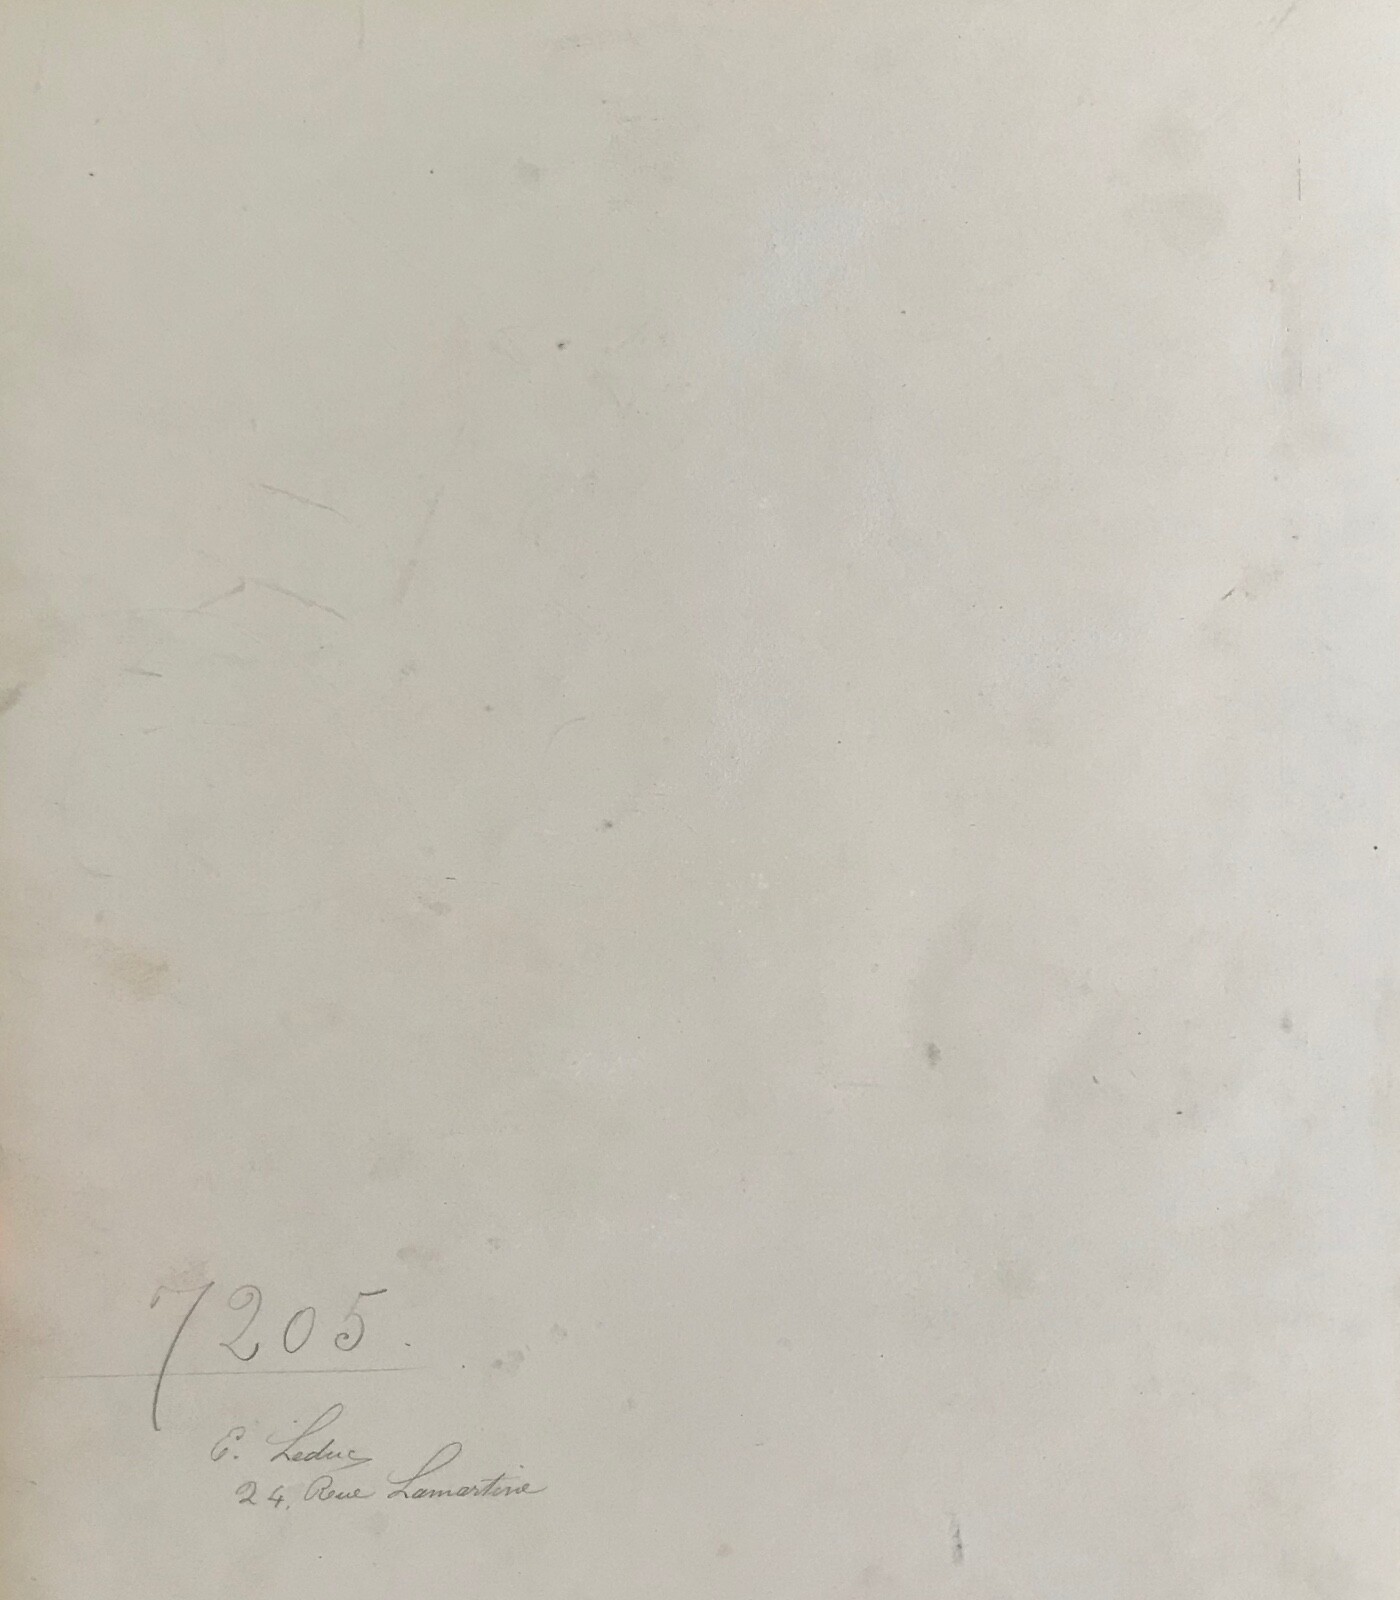 7205.
E. Leduc
24, Rue Lamartine